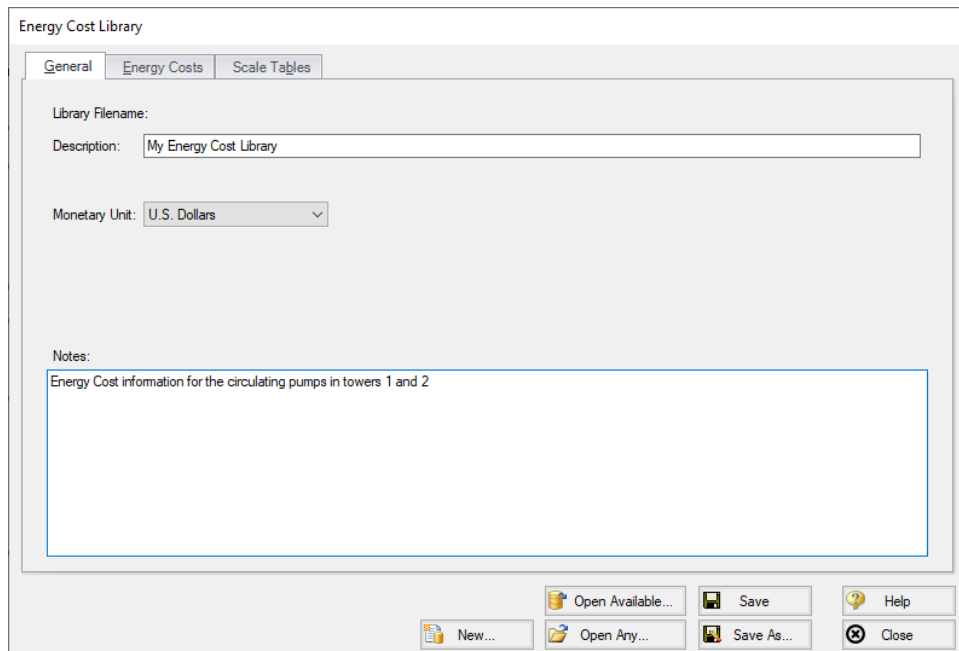 Energy Cost Library
General Energy Costs Scale Tables
Library Filename:
Description: My Energy Cost Library
Monetary Unit: U.S. Dollars
Notes:
Energy Cost information for the circulating pumps in towers 1 and 2
Open Available... Save Help
New... Open Any... Save As... Close